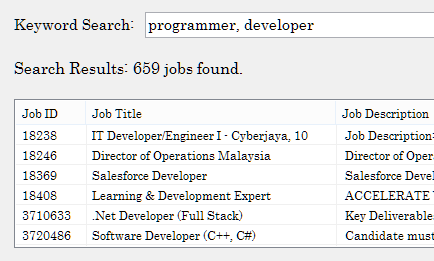 Keyword Search: programmer, developer
Search Results: 659 jobs found.
Job ID Job Title Job Description
18238 IT Developer/Engineer I - Cyberjaya, 10 Job Description:
18246 Director of Operations Malaysia Director of Oper
18369 Salesforce Developer Salesforce Devel
18408 Learning & Development Expert ACCELERATE
3710633 .Net Developer (Full Stack) Key Deliverable
3720486 Software Developer (C++, C#) Candidate must